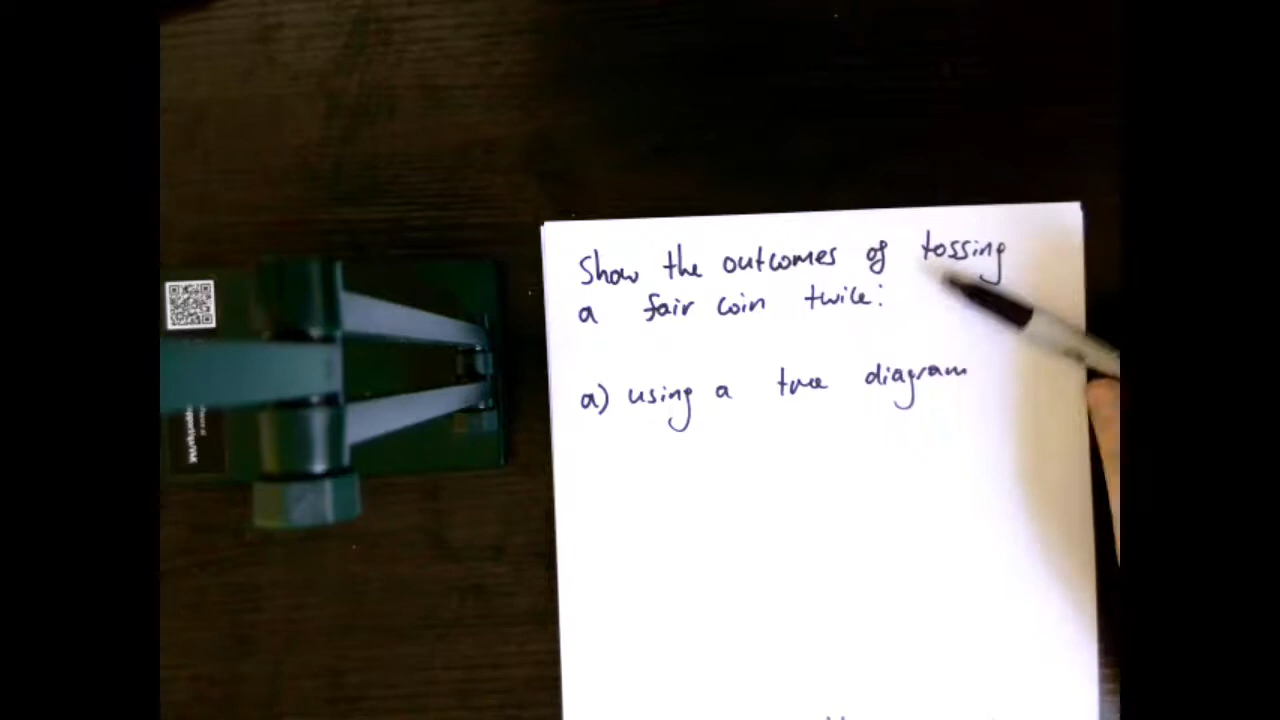 Show the outcomes of tossing
a fair coin twice:
a) using a tree diagram